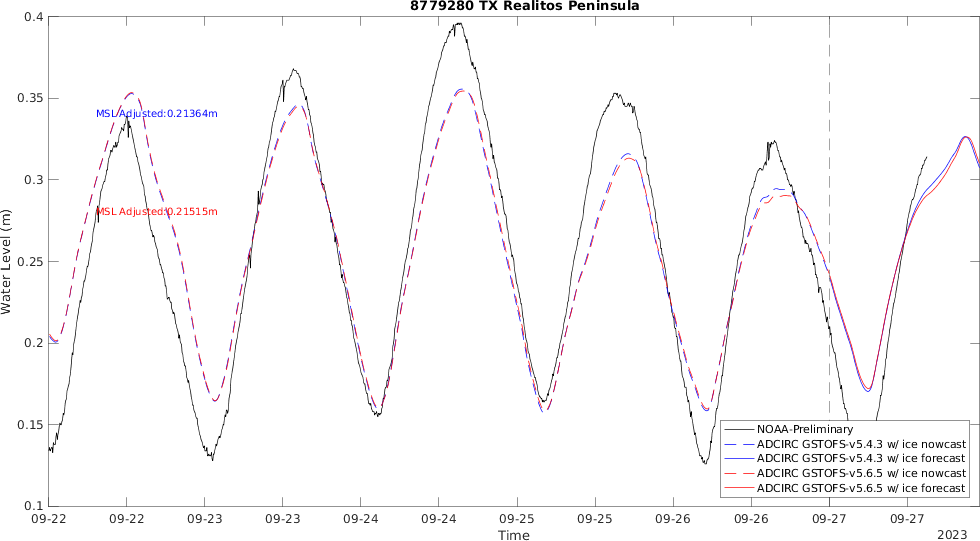 8779280 TX Realitos Peninsula
0.4
0.35
0.3
0.25
0.2
0.15
0.1
Water Level (m)
MSL Adjusted:0.21364m
MSL Adjusted:0.21515m
NOAA-Preliminary
ADCIRC GSTOFS-v5.4.3 w/ ice nowcast
ADCIRC GSTOFS-v5.4.3 w/ ice forecast
ADCIRC GSTOFS-v5.6.5 w/ ice nowcast
ADCIRC GSTOFS-v5.6.5 w/ ice forecast
09-22 09-22 09-23 09-23 09-24 09-24 09-25 09-25 09-26 09-26 09-27 09-27
Time
2023